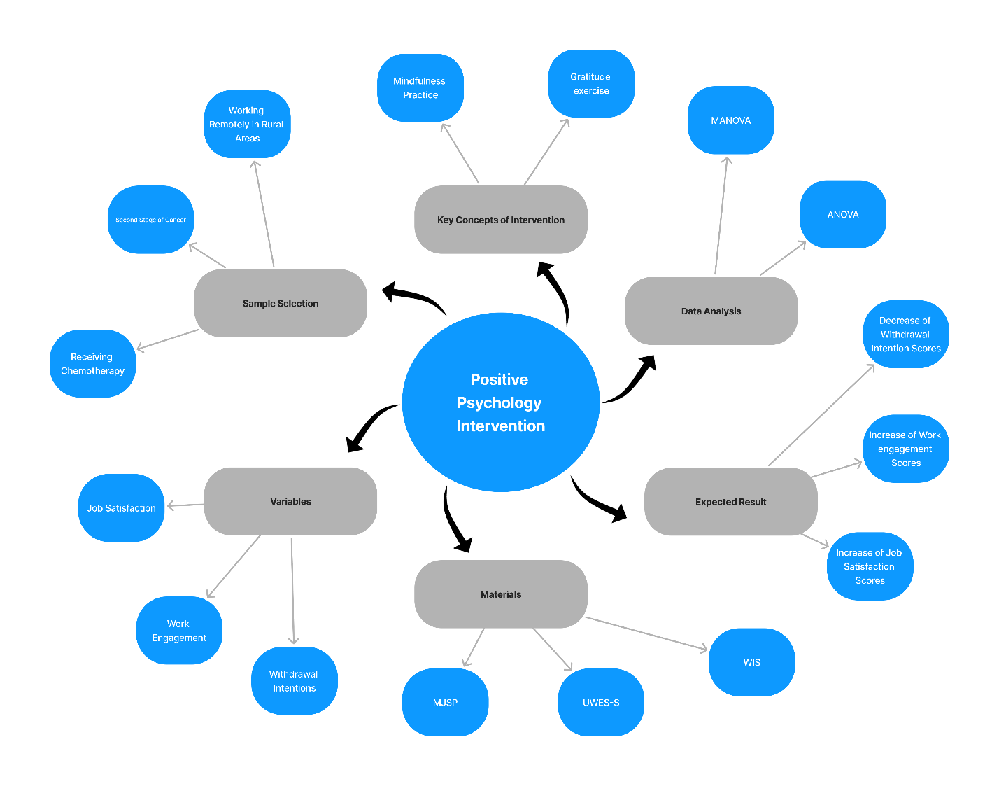 Positive
Psychology
Intervention
Key Concepts of Intervention
Mindfulness
Practice
Gratitude
exercise
Data Analysis
MANOVA
ANOVA
Expected Result
Decrease of
Withdrawal
Intention Scores
Increase of Work
engagement
Scores
Increase of Job
Satisfaction
Scores
Materials
WIS
UWES-S
MJSP
Variables
Withdrawal
Intentions
Work
Engagement
Job Satisfaction
Sample Selection
Receiving
Chemotherapy
Second Stage of Cancer
Working
Remotely in Rural
Areas